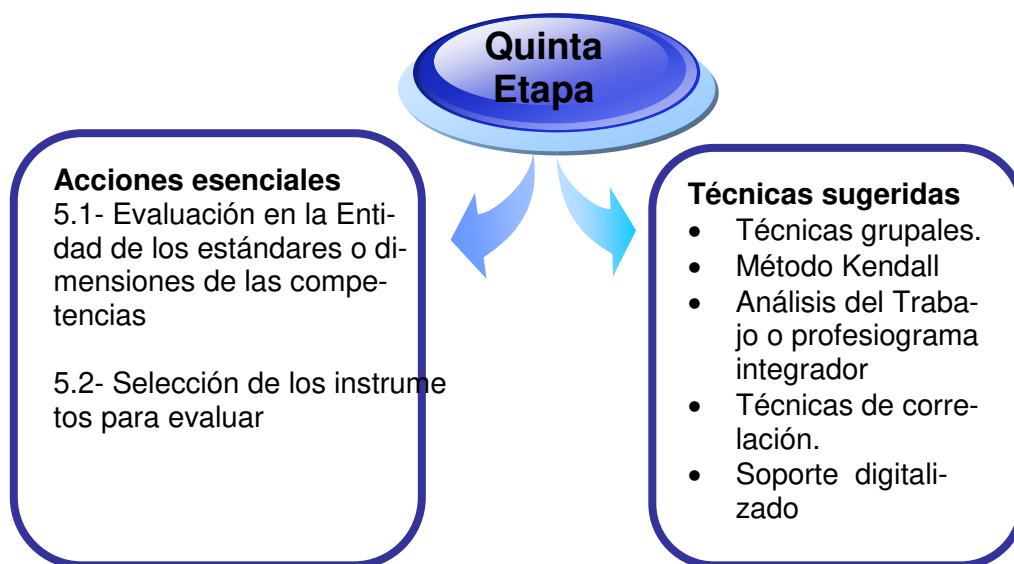 Quinta
Etapa
Acciones esenciales
5.1- Evaluación en la Enti-
dad de los estándares o di-
mensiones de las compe-
tencias
5.2- Selección de los instrume
tos para evaluar
Técnicas sugeridas
• Técnicas grupales.
• Método Kendall
• Análisis del Traba-
jo o profesiograma
integrador
• Técnicas de corre-
lación.
• Soporte digitali-
zado